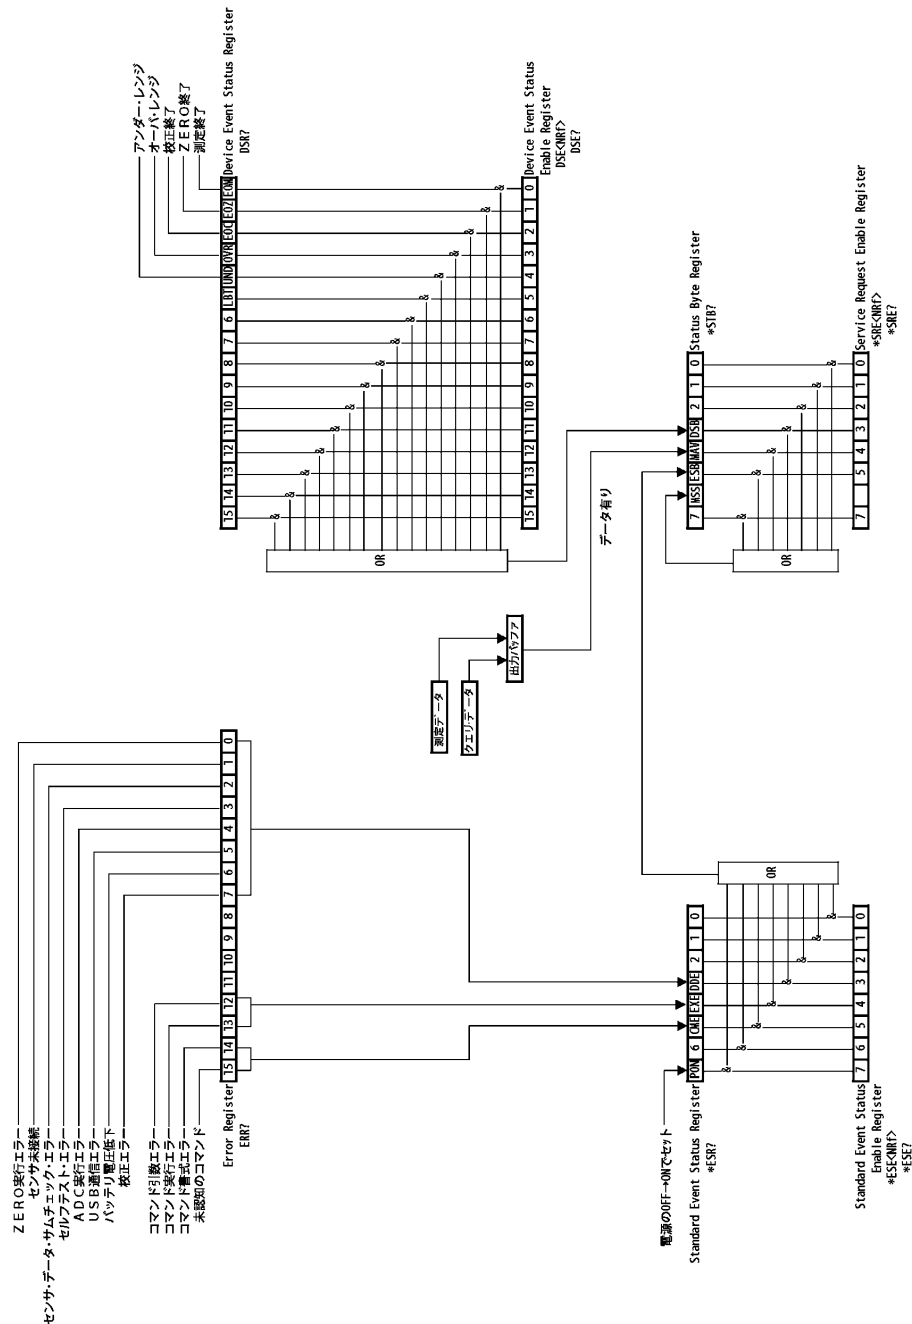 ZERO実行エラー
センサ未接続
センサ・データ・サムチェック・エラー
セルフテスト・エラー
ADC実行エラー
USB通信エラー
バッテリ電圧低下
校正エラー
コマンド引数エラー
コマンド実行エラー
コマンド書式エラー
未認知のコマンド
15 14 13 12 11 10 9 8 7 6 5 4 3 2 1 0
Error Register
ERR?
アンダー・レンジ
オーバ・レンジ
校正終了
ZERO終了
測定終了
15 14 13 12 11 10 9 8 7 6 LBT UND OVR EOC EOZ EOM
Device Event Status Register
DSR?
& & & & & & & & & & & & & & & &
OR
15 14 13 12 11 10 9 8 7 6 5 4 3 2 1 0
Device Event Status
Enable Register
DSE<NRf>
DSE?
測定データ
クエリ・データ
出力バッファ
データ有り
電源のOFF→ONでセット
PON 6 CME EXE DDE 2 1 0
Standard Event Status Register
*ESR?
& & & & & & & &
OR
7 6 5 4 3 2 1 0
Standard Event Status
Enable Register
*ESE<NRf>
*ESE?
7 MSS ESB MAV DSB 2 1 0
Status Byte Register
*STB?
& & & & & & &
OR
7 5 4 3 2 1 0
Service Request Enable Register
*SRE<NRf>
*SRE?